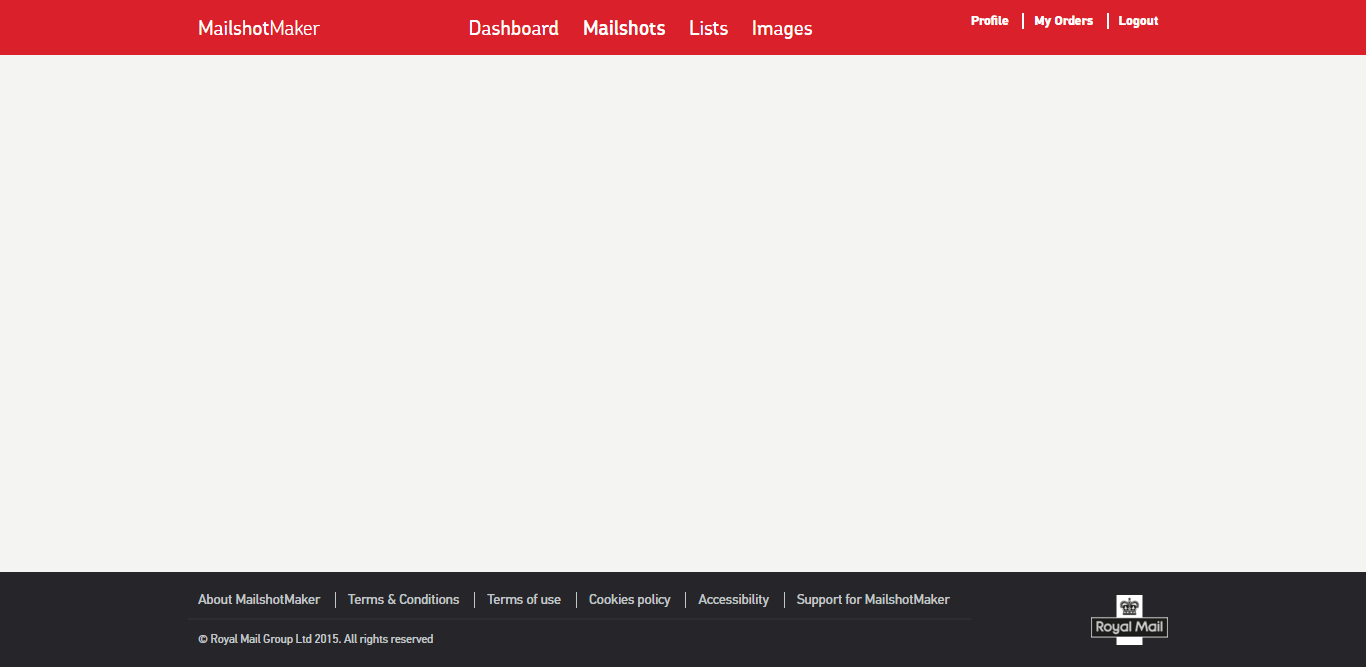 MailshotMaker Dashboard Mailshots Lists Images Profile My Orders Logout
About MailshotMaker Terms & Conditions Terms of use Cookies policy Accessibility Support for MailshotMaker
Royal Mail
© Royal Mail Group Ltd 2015. All rights reserved